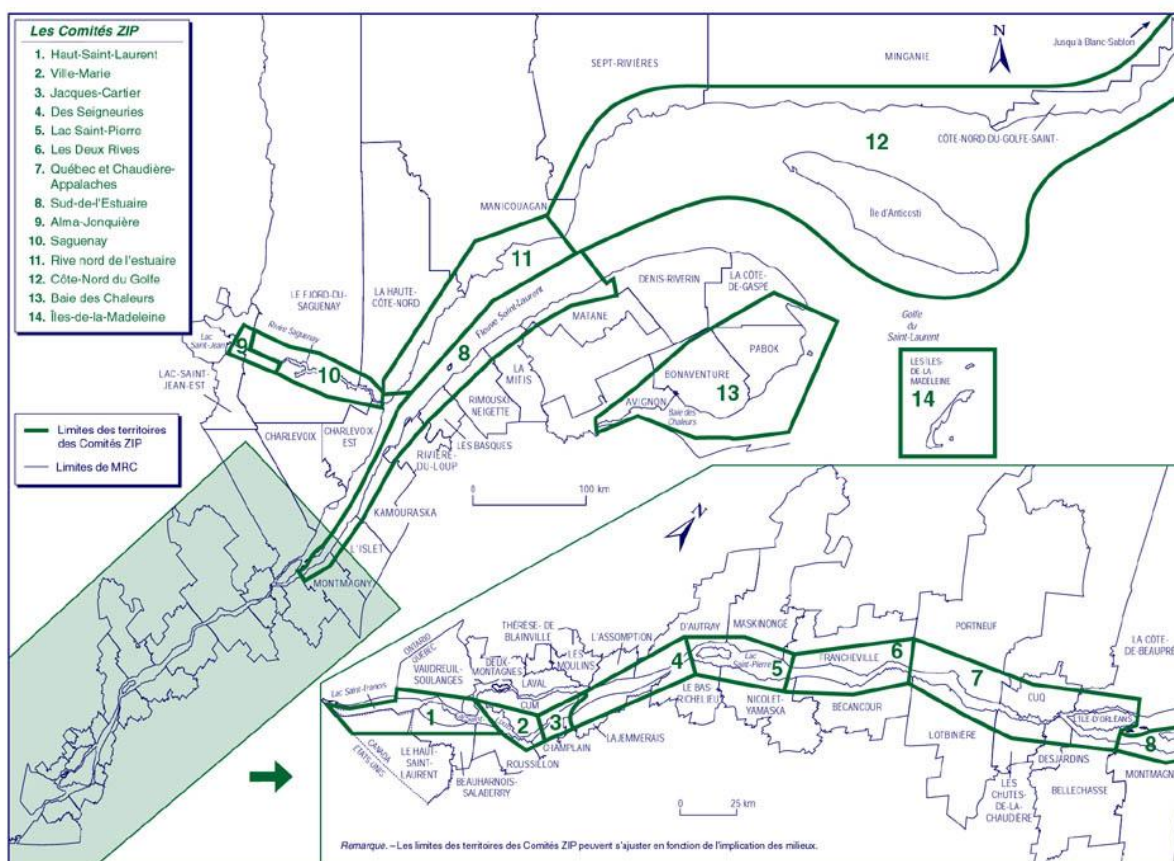 Les Comités ZIP
1. Haut-Saint-Laurent
2. Ville-Marie
3. Jacques-Cartier
4. Des Seigneuries
5. Lac Saint-Pierre
6. Les Deux Rives
7. Québec et Chaudière-
Appalaches
8. Sud-de-l'Estuaire
9. Alma-Jonquière
10. Saguenay
11. Rive nord de l'estuaire
12. Côte-Nord du Golfe
13. Baie des Chaleurs
14. Îles-de-la-Madeleine
Limites des territoires
des Comités ZIP
Limites de MRC
N
Jusqu'à Blanc-Sablon
SEPT-RIVIÈRES
MINGANIE
12
CÔTE-NORD-DU-GOLFE-SAINT-
Île d'Anticosti
MANICOUAGAN
11
LA HAUTE-
CÔTE-NORD
LE FJORD-DU-
SAGUENAY
Rivière Saguenay
Lac
Saint-Jean
9
10
LAC-SAINT-
JEAN-EST
CHARLEVOIX
CHARLEVOIX
EST
Fleuve Saint-Laurent
8
DENIS-RIVERIN
LA CÔTE-
DE-GASPÉ
MATANE
LA
MITIS
RIMOUSKI
NEIGETTE
LES BASQUES
RIVIÈRE-
DU-LOUP
KAMOURASKA
L'ISLET
MONTMAGNY
PABOK
BONAVENTURE
13
AVIGNON
Baie des
Chaleurs
Golfe
du
Saint-Laurent
LES ÎLES-
DE-LA-
MADELEINE
14
0 100 km
N
ONTARIO
QUÉBEC
VAUDREUIL-
SOULANGES
Lac Saint-François
DEUX-
MONTAGNES
THÉRÈSE-DE
BLAINVILLE
LAVAL
LES
MOULINS
L'ASSOMPTION
CUM
1
2
3
CANADA
ÉTATS-UNIS
LE HAUT-
SAINT-
LAURENT
BEAUHARNOIS-
SALABERRY
ROUSSILLON
CHAMPLAIN
LAJEMMERAIS
D'AUTRAY
MASKINONGÉ
4
Lac
Saint-Pierre
5
FRANCHEVILLE
6
LE BAS-
RICHELIEU
NICOLET-
YAMASKA
BÉCANCOUR
PORTNEUF
7
CUQ
LA CÔTE-
DE-BEAUPRÉ
ÎLE-D'ORLÉANS
8
LOTBINIÈRE
LES
CHUTES-
DE-LA-
CHAUDIÈRE
DESJARDINS
BELLECHASSE
MONTMAGN
0 25 km
Remarque. – Les limites des territoires des Comités ZIP peuvent s'ajuster en fonction de l'implication des milieux.